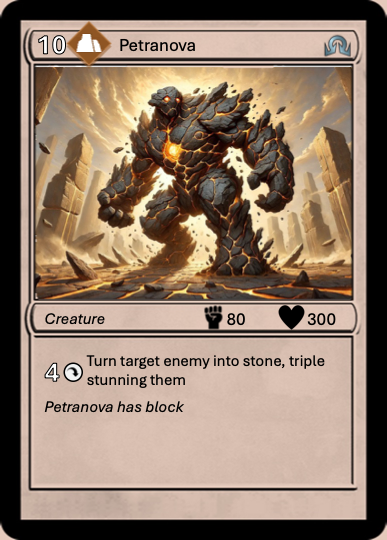 10 Petranova
Creature 80 300
4 Turn target enemy into stone, triple
stunning them
Petranova has block